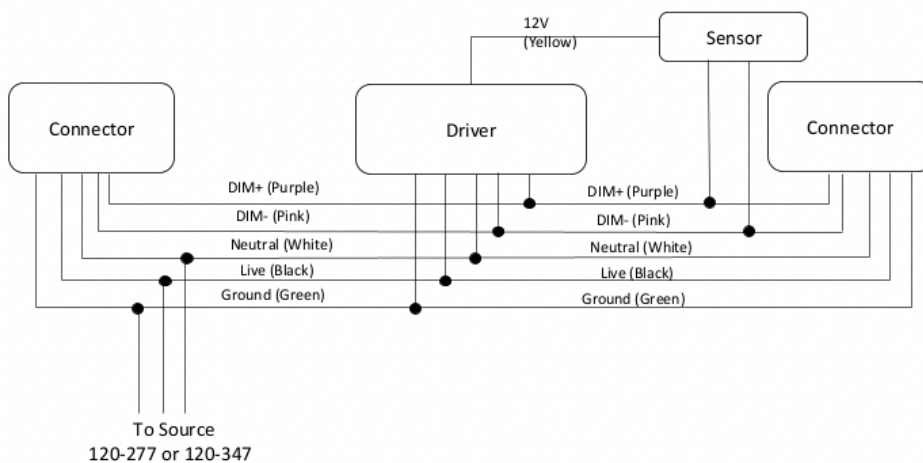 12V
(Yellow)
Sensor
Connector
Driver
Connector
DIM+ (Purple)
DIM+ (Purple)
DIM- (Pink)
DIM- (Pink)
Neutral (White)
Neutral (White)
Live (Black)
Live (Black)
Ground (Green)
Ground (Green)
To Source
120-277 or 120-347